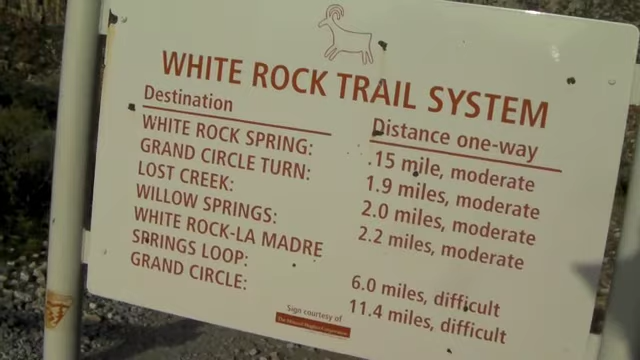 WHITE ROCK TRAIL SYSTEM
Destination Distance one-way
WHITE ROCK SPRING: .15 mile, moderate
GRAND CIRCLE TURN: 1.9 miles, moderate
LOST CREEK: 2.0 miles, moderate
WILLOW SPRINGS: 2.2 miles, moderate
WHITE ROCK-LA MADRE
SPRINGS LOOP: 6.0 miles, difficult
GRAND CIRCLE: 11.4 miles, difficult
Sign courtesy of